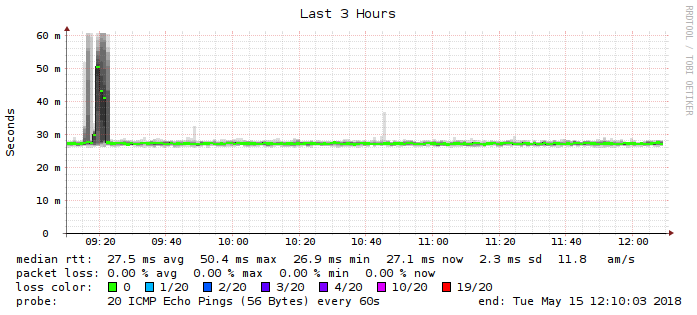 Last 3 Hours
RRDTOOL / TOBI OETIKER
Seconds
60 m
50 m
40 m
30 m
20 m
10 m
0
09:20 09:40 10:00 10:20 10:40 11:00 11:20 11:40 12:00
median rtt: 27.5 ms avg 50.4 ms max 26.9 ms min 27.1 ms now 2.3 ms sd 11.8 am/s
packet loss: 0.00 % avg 0.00 % max 0.00 % min 0.00 % now
loss color: 0 1/20 2/20 3/20 4/20 10/20 19/20
probe: 20 ICMP Echo Pings (56 Bytes) every 60s end: Tue May 15 12:10:03 2018